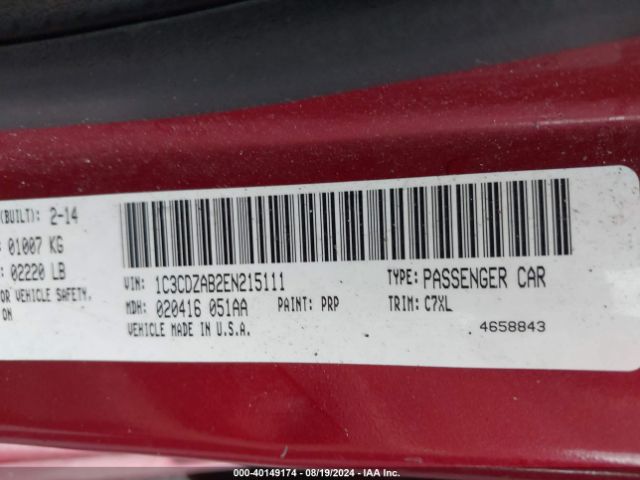 (BUILT): 2-14
: 01007 KG
: 02220 LB
OR VEHICLE SAFETY,
ON
VIN: 1C3CDZAB2EN215111
TYPE: PASSENGER CAR
MDH: 020416 051AA
PAINT: PRP
TRIM: C7XL
VEHICLE MADE IN U.S.A.
4658843
000-40149174 - 08/19/2024 - IAA Inc.